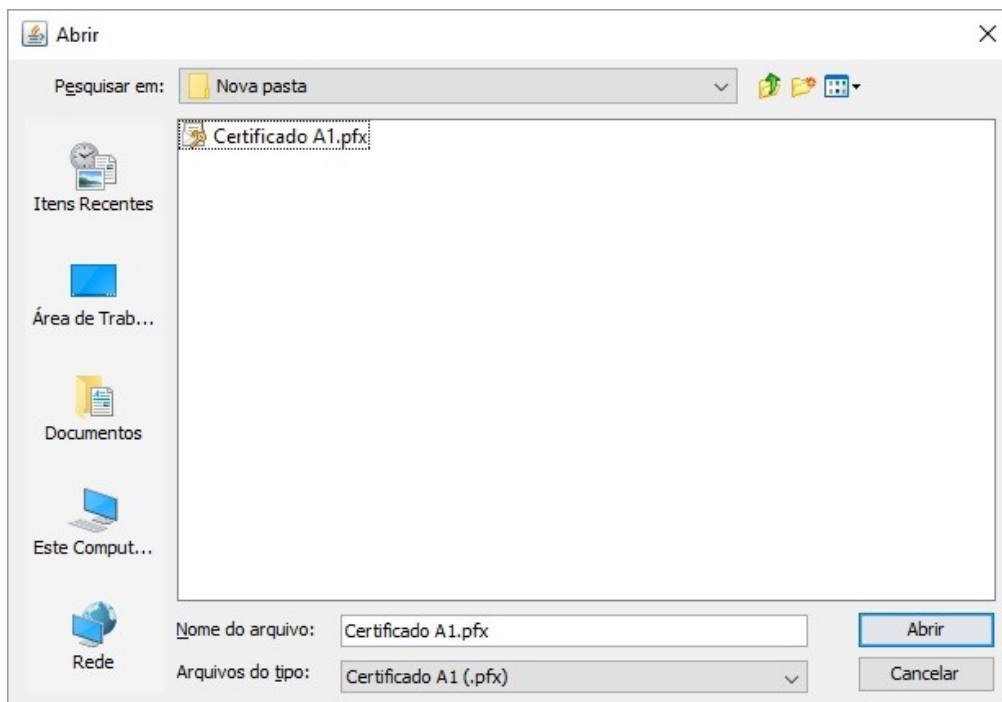 Abrir
Pesquisar em: Nova pasta
Certificado A1.pfx
Itens Recentes
Área de Trab...
Documentos
Este Comput...
Rede
Nome do arquivo: Certificado A1.pfx Abrir
Arquivos do tipo: Certificado A1 (.pfx) Cancelar